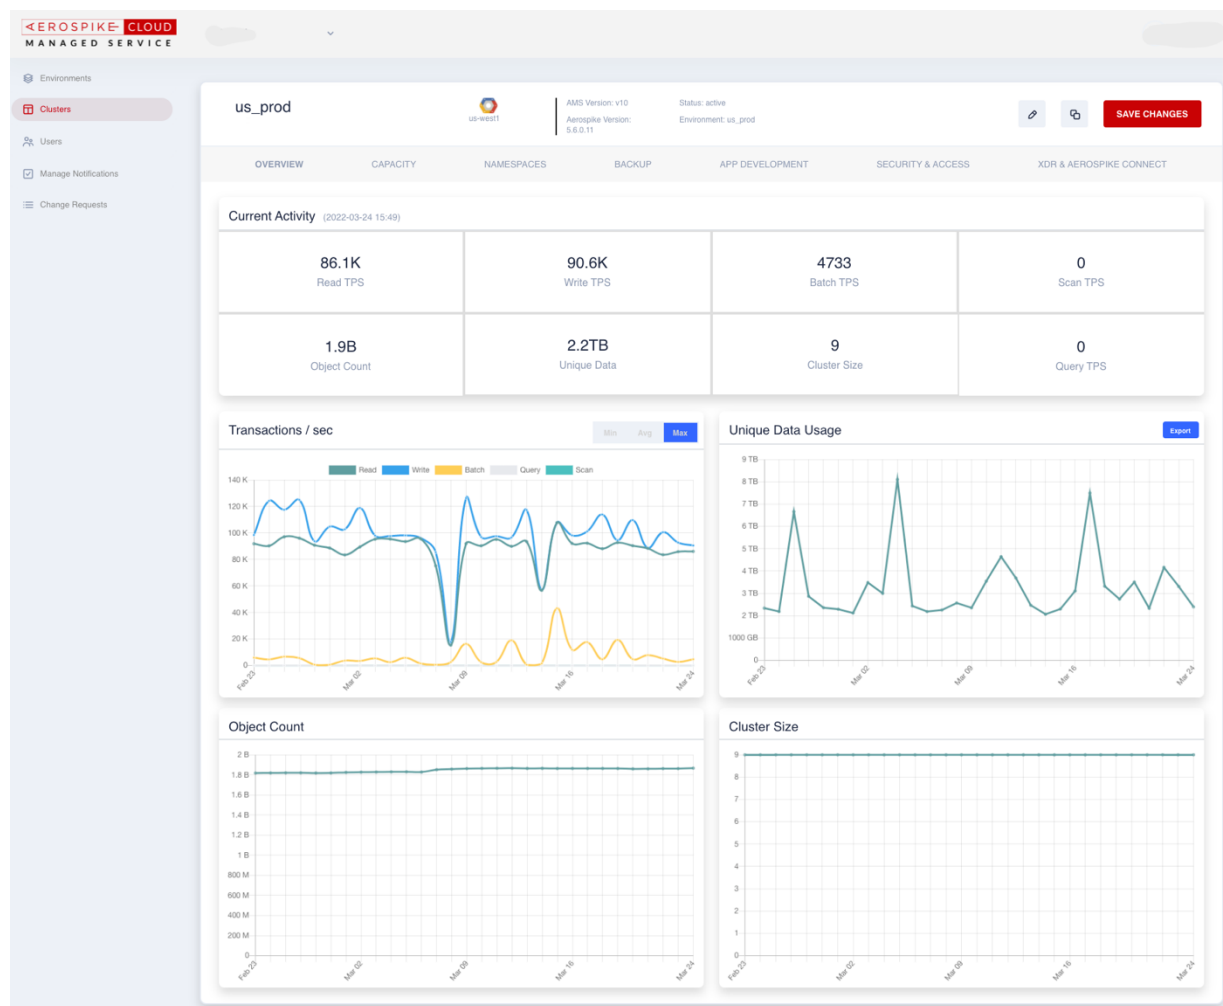 AEROSPIKE CLOUD
MANAGED SERVICE
Environments
Clusters
Users
Manage Notifications
Change Requests
us_prod
us-west1
AMS Version: v10
Aerospike Version:
5.6.0.11
Status: active
Environment: us_prod
SAVE CHANGES
OVERVIEW CAPACITY NAMESPACES BACKUP APP DEVELOPMENT SECURITY & ACCESS XDR & AEROSPIKE CONNECT
Current Activity (2022-03-24 15:49)
86.1K 90.6K 4733 0
Read TPS Write TPS Batch TPS Scan TPS
1.9B 2.2TB 9 0
Object Count Unique Data Cluster Size Query TPS
Transactions / sec
Min Avg Max
Read Write Batch Query Scan
140 K
120 K
100 K
80 K
60 K
40 K
20 K
0
Feb 23 Mar 02 Mar 09 Mar 16 Mar 24
Unique Data Usage
Export
9 TB
8 TB
7 TB
6 TB
5 TB
4 TB
3 TB
2 TB
1000 GB
0
Feb 23 Mar 02 Mar 09 Mar 16 Mar 24
Object Count
2 B
1.8 B
1.6 B
1.4 B
1.2 B
1 B
800 M
600 M
400 M
200 M
0
Feb 23 Mar 02 Mar 09 Mar 16 Mar 24
Cluster Size
9
8
7
6
5
4
3
2
1
0
Feb 23 Mar 02 Mar 09 Mar 16 Mar 24